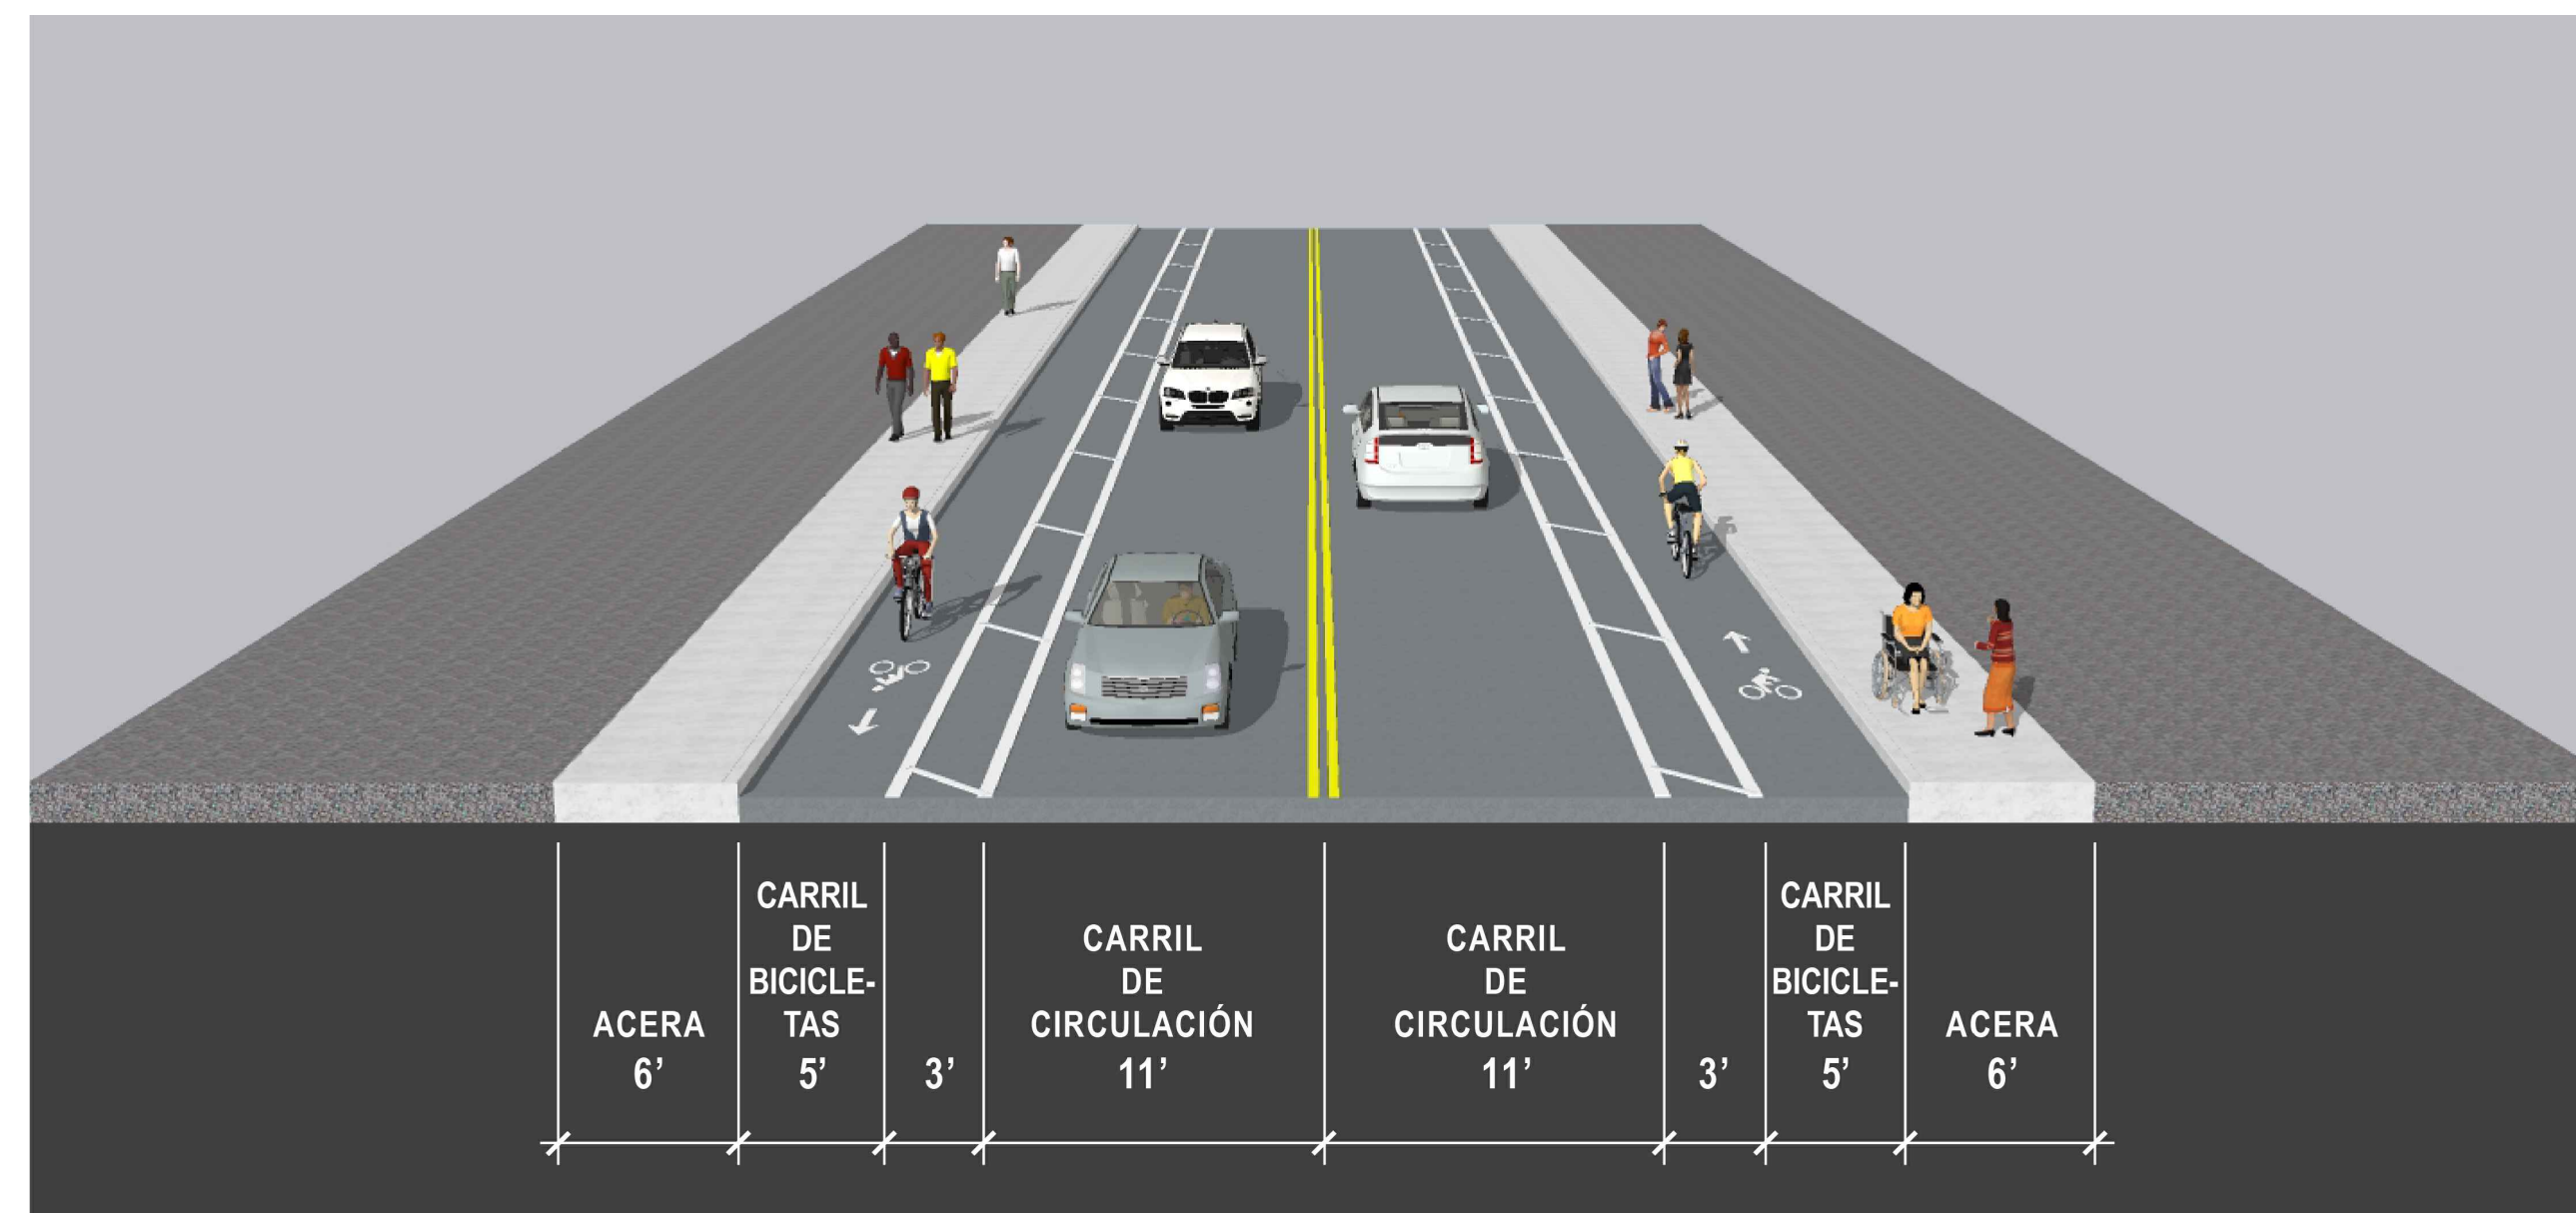 ACERA
6’
CARRIL
DE
BICICLE-
TAS
5’
3’
CARRIL
DE
CIRCULACIÓN
11’
CARRIL
DE
CIRCULACIÓN
11’
3’
CARRIL
DE
BICICLE-
TAS
5’
ACERA
6’